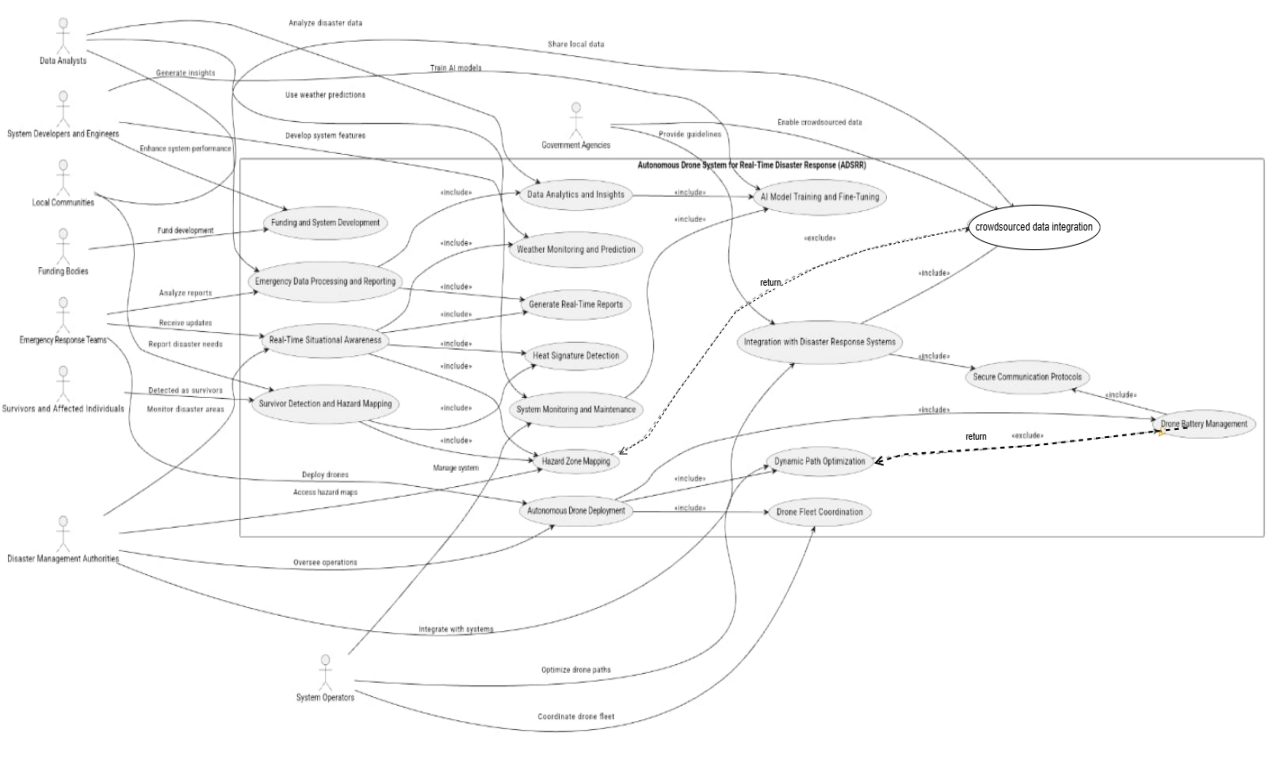 Analyze disaster data
Share local data
Data Analysts
Generate insights
Train AI models
Use weather predictions
System Developers and Engineers
Enable crowdsourced data
Develop system features
Provide guidelines
Government Agencies
Enhance system performance
Autonomous Drone System for Real-Time Disaster Response (ADSRR)
Local Communities
«include»
Data Analytics and Insights
«include»
AI Model Training and Fine-Tuning
Funding and System Development
«include»
crowdsourced data integration
Fund development
«exclude»
«include»
Weather Monitoring and Prediction
Funding Bodies
«include»
Emergency Data Processing and Reporting
return
Analyze reports
«include»
Generate Real-Time Reports
«include»
Receive updates
Emergency Response Teams
Real-Time Situational Awareness
«include»
Integration with Disaster Response Systems
Report disaster needs
Heat Signature Detection
«include»
«include»
Secure Communication Protocols
Detected as survivors
Survivors and Affected Individuals
Monitor disaster areas
Survivor Detection and Hazard Mapping
«include»
System Monitoring and Maintenance
«include»
«include»
Drone Battery Management
«include»
return
«exclude»
Hazard Zone Mapping
Dynamic Path Optimization
Manage system
Deploy drones
«include»
Access hazard maps
Autonomous Drone Deployment
«include»
Drone Fleet Coordination
Disaster Management Authorities
Oversee operations
Integrate with systems
Optimize drone paths
System Operators
Coordinate drone fleet